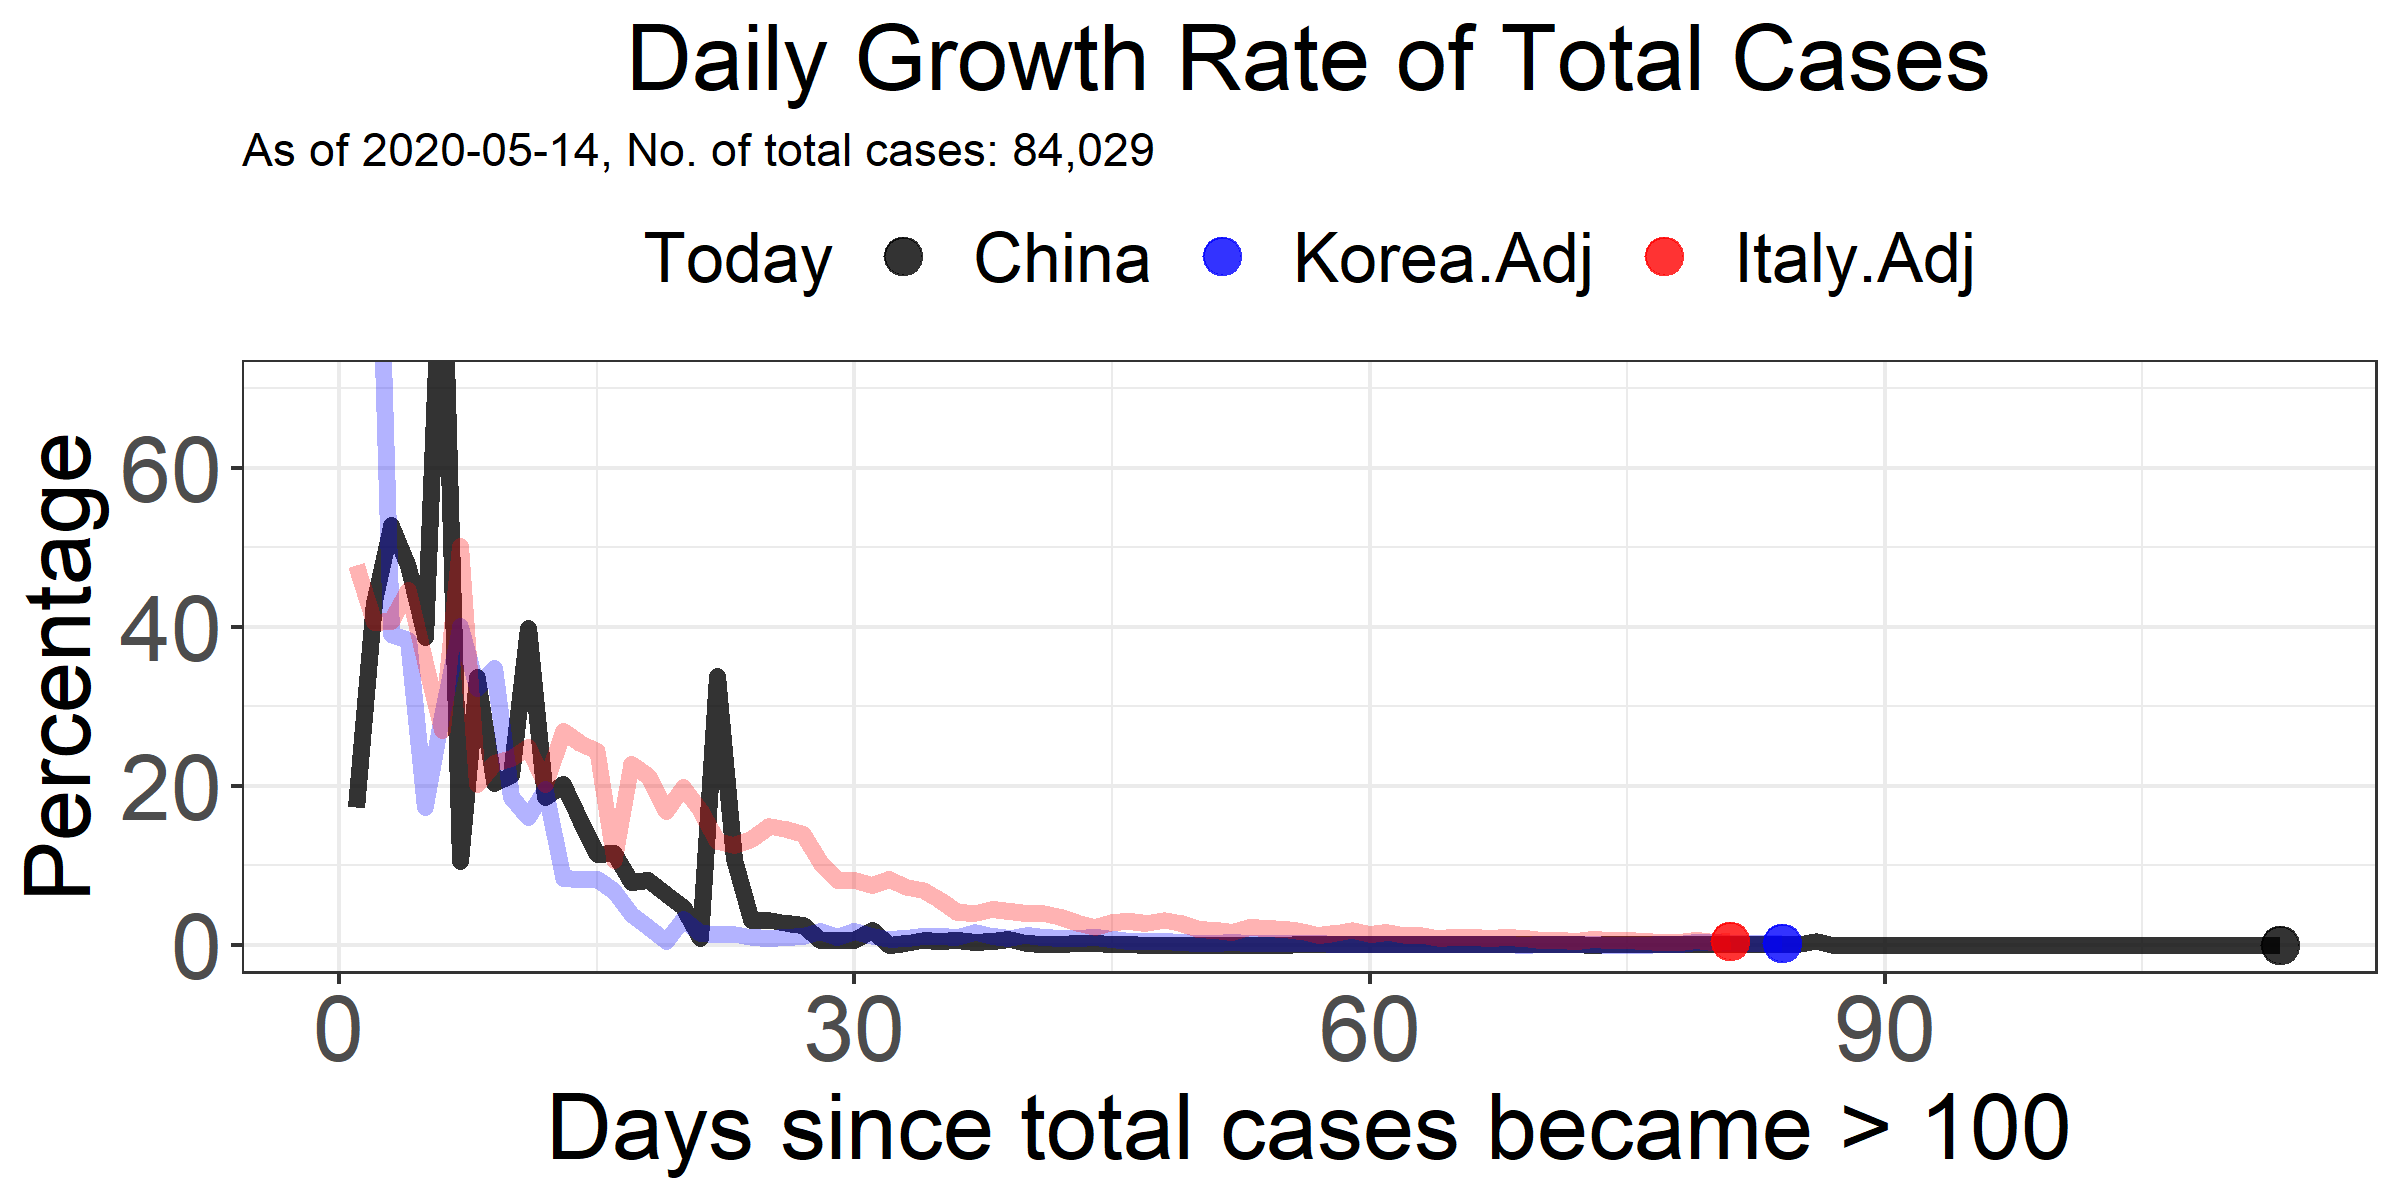 Daily Growth Rate of Total Cases
As of 2020-05-14, No. of total cases: 84,029
Today China Korea.Adj Italy.Adj
Percentage
60
40
20
0
0 30 60 90
Days since total cases became > 100